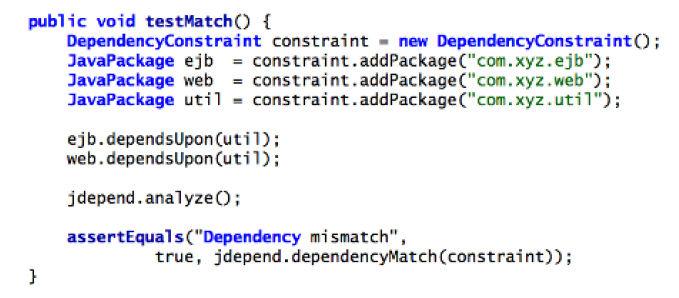 public void testMatch() {
DependencyConstraint constraint = new DependencyConstraint();
JavaPackage ejb = constraint.addPackage("com.xyz.ejb");
JavaPackage web = constraint.addPackage("com.xyz.web");
JavaPackage util = constraint.addPackage("com.xyz.util");
ejb.dependsUpon(util);
web.dependsUpon(util);
jdepend.analyze();
assertEquals("Dependency mismatch",
true, jdepend.dependencyMatch(constraint));
}